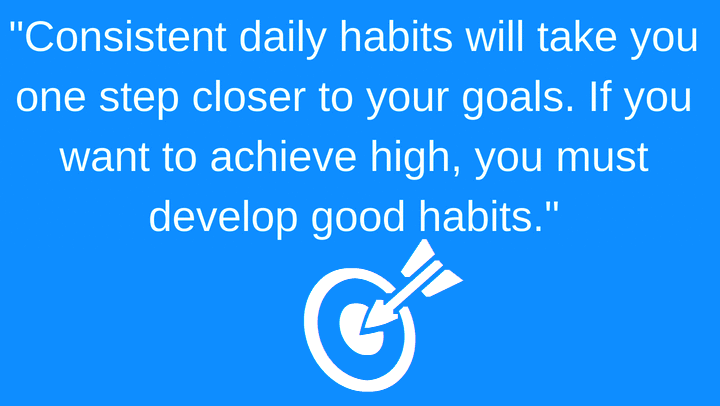 "Consistent daily habits will take you
one step closer to your goals. If you
want to achieve high, you must
develop good habits."